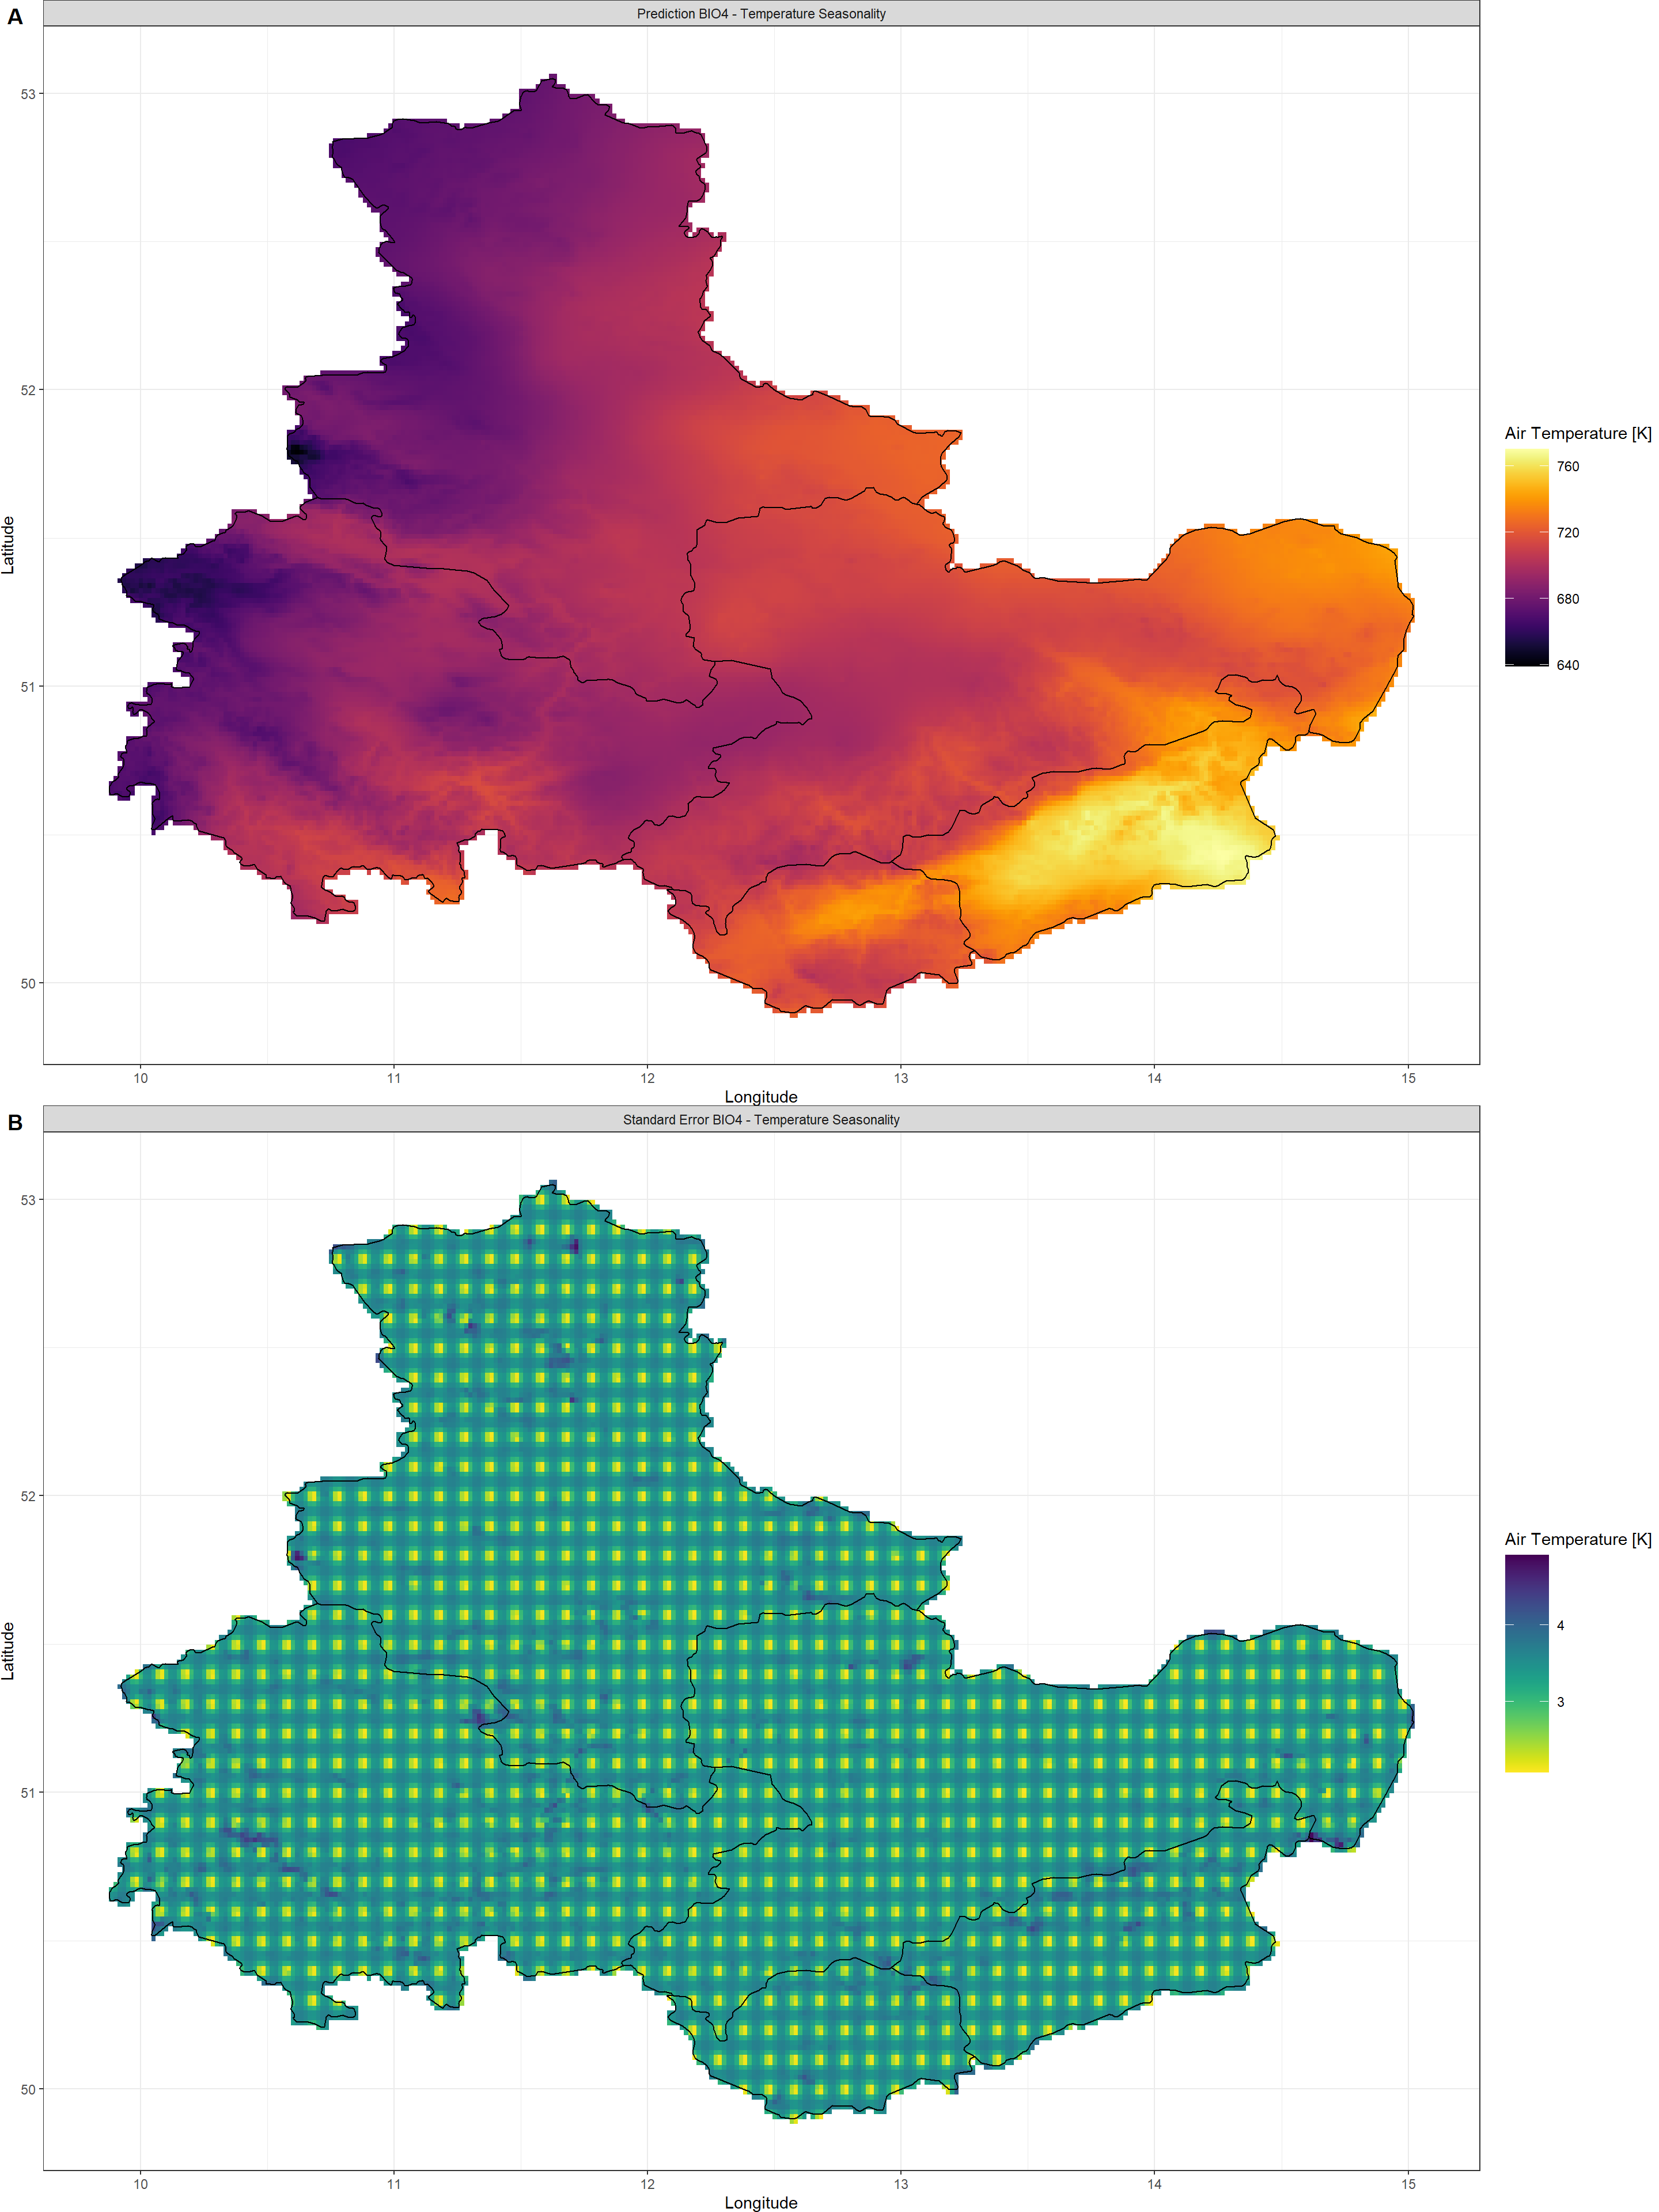 A
Prediction BIO4 - Temperature Seasonality
53
52
51
50
Latitude
10 11 12 13 14 15
Longitude
Air Temperature [K]
760
720
680
640
B
Standard Error BIO4 - Temperature Seasonality
53
52
51
50
Latitude
10 11 12 13 14 15
Longitude
Air Temperature [K]
4
3